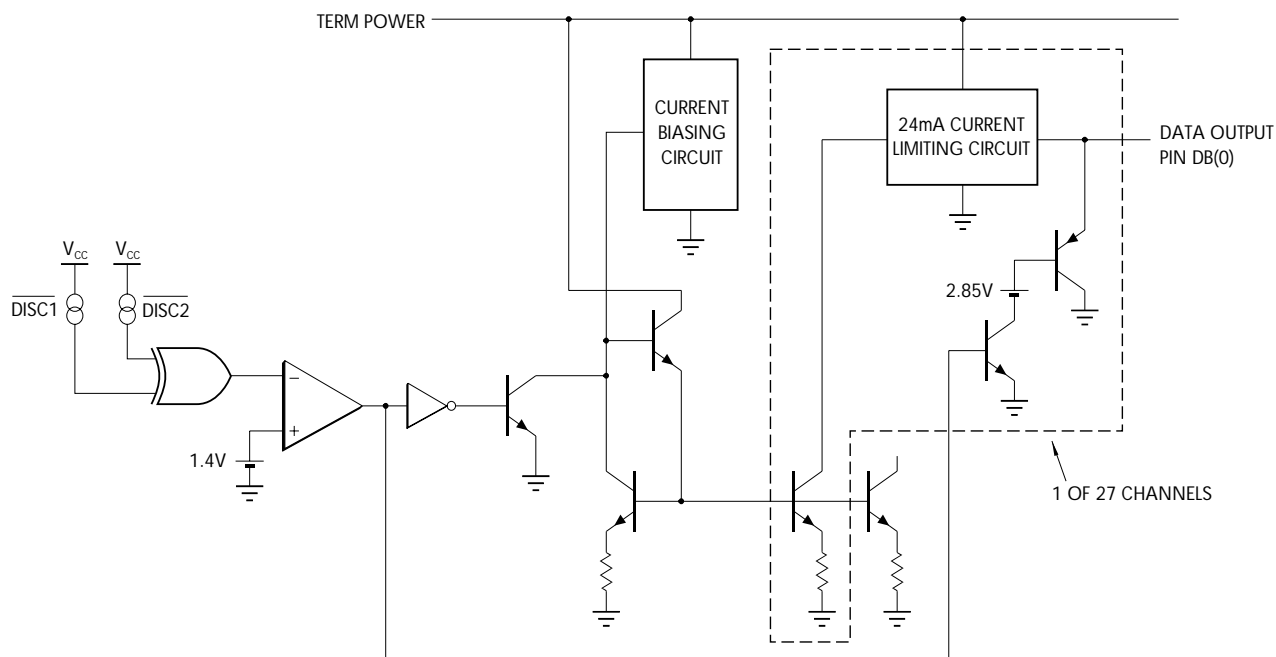 TERM POWER
CURRENT
BIASING
CIRCUIT
24mA CURRENT
LIMITING CIRCUIT
DATA OUTPUT
PIN DB(0)
VCC
VCC
DISC1
DISC2
2.85V
−
+
1.4V
1 OF 27 CHANNELS